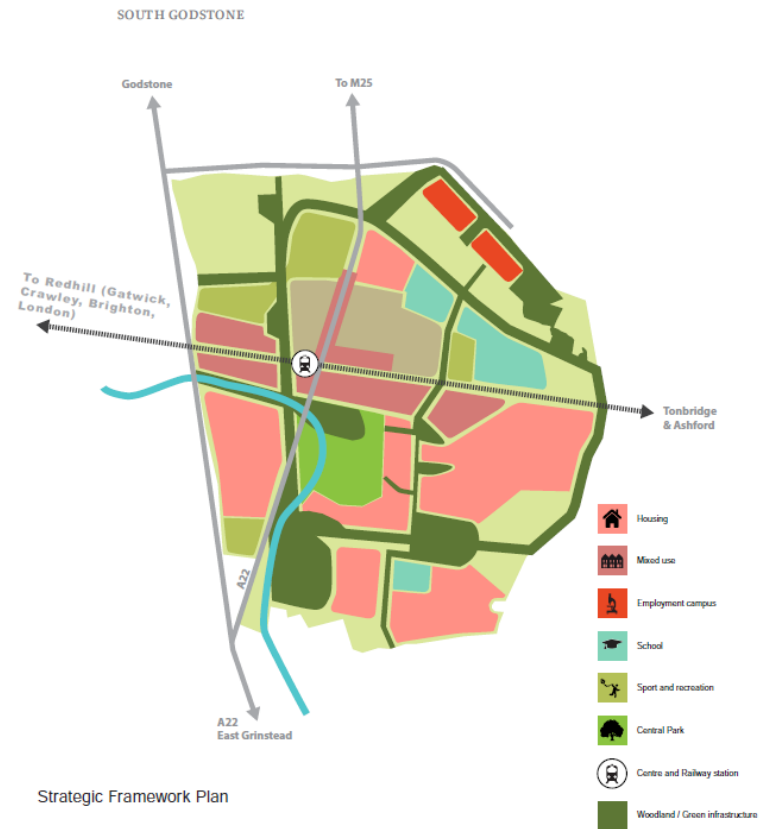 SOUTH GODSTONE
Godstone
To M25
To Redhill (Gatwick,
Crawley, Brighton,
London)
Tonbridge
& Ashford
Housing
Mixed use
A22
Employment campus
School
Sport and recreation
A22
East Grinstead
Central Park
Centre and Railway station
Strategic Framework Plan
Woodland / Green infrastructure